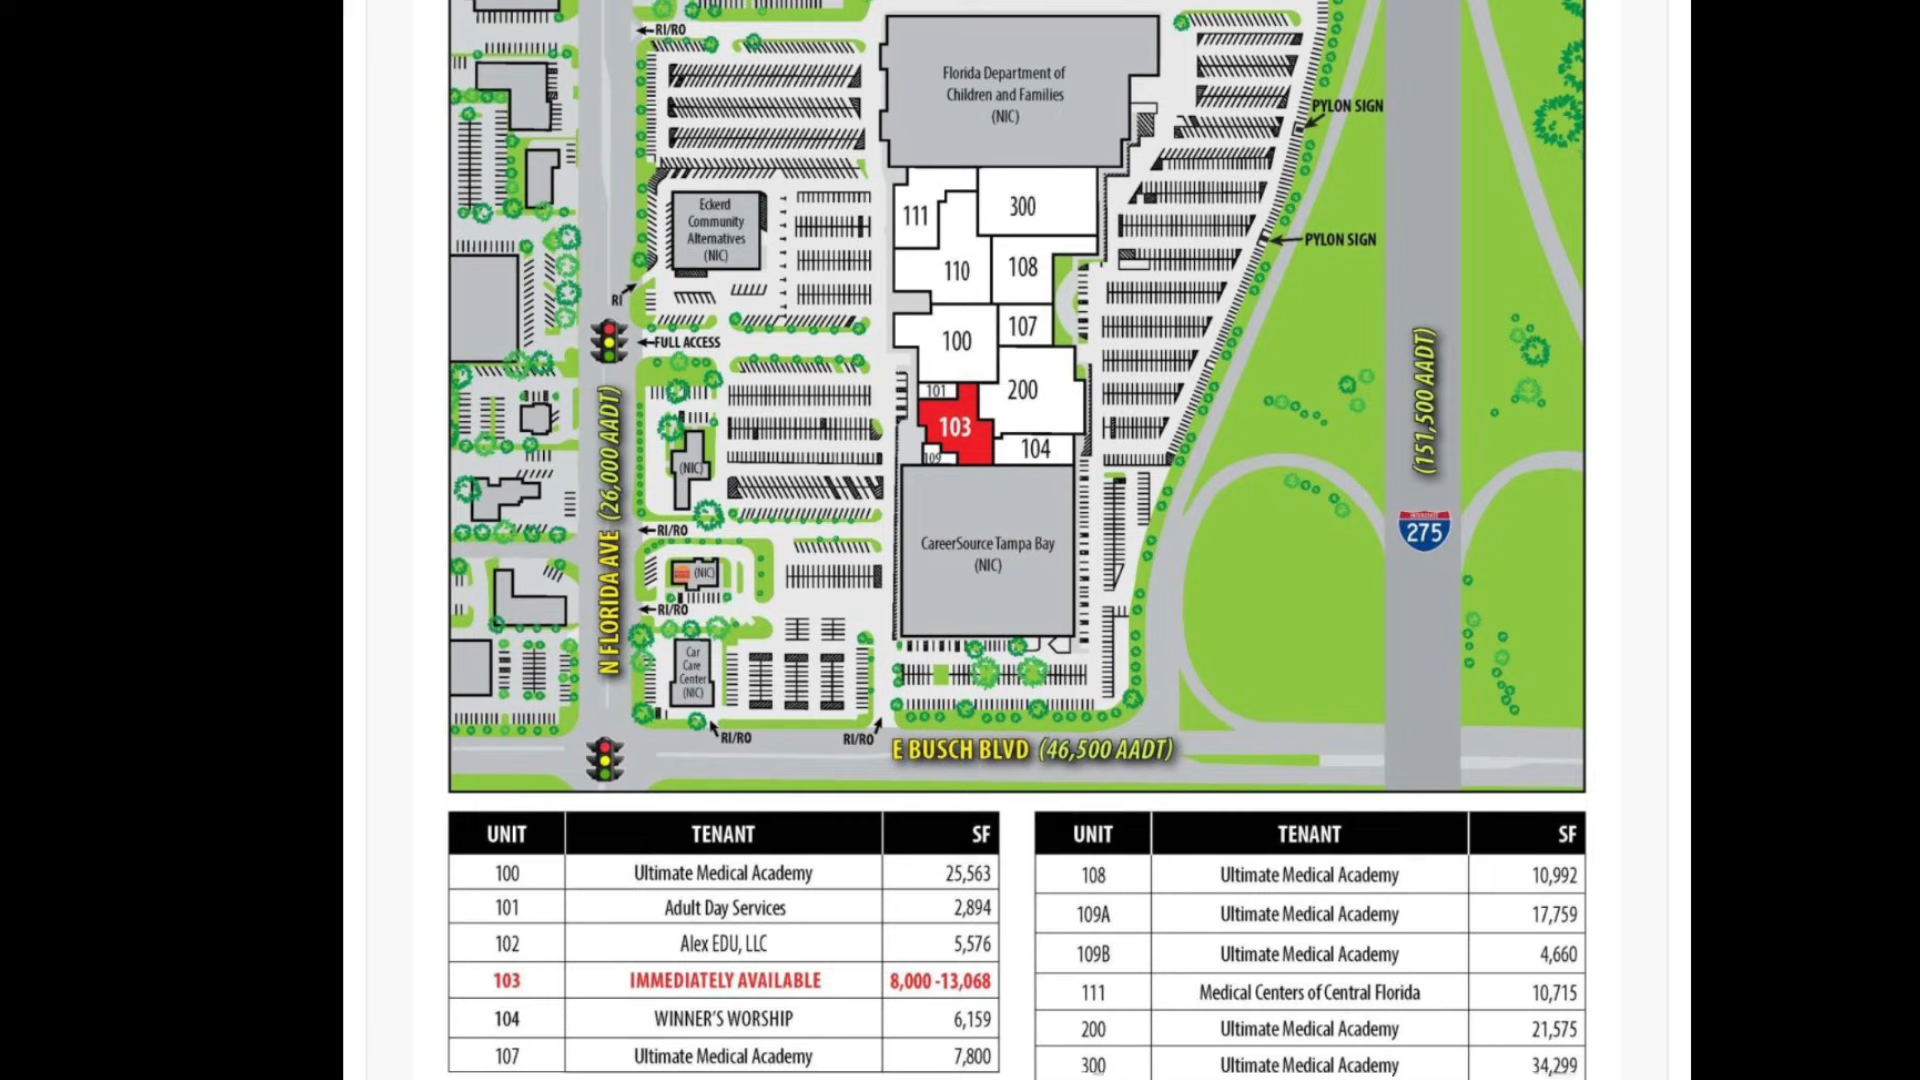 RI/RO
Florida Department of
Children and Families
(NIC)
PYLON SIGN
Eckerd
Community
Alternatives
(NIC)
111
300
PYLON SIGN
110
108
RI
100
107
FULL ACCESS
101
200
103
104
109
N FLORIDA AVE (26,000 AADT)
(151,500 AADT)
(NIC)
RI/RO
INTERSTATE
275
CareerSource Tampa Bay
(NIC)
(NIC)
RI/RO
Car
Care
Center
(NIC)
RI/RO
RI/RO
E BUSCH BLVD (46,500 AADT)
UNIT TENANT SF
100 Ultimate Medical Academy 25,563
101 Adult Day Services 2,894
102 Alex EDU, LLC 5,576
103 IMMEDIATELY AVAILABLE 8,000 -13,068
104 WINNER'S WORSHIP 6,159
107 Ultimate Medical Academy 7,800
UNIT TENANT SF
108 Ultimate Medical Academy 10,992
109A Ultimate Medical Academy 17,759
109B Ultimate Medical Academy 4,660
111 Medical Centers of Central Florida 10,715
200 Ultimate Medical Academy 21,575
300 Ultimate Medical Academy 34,299